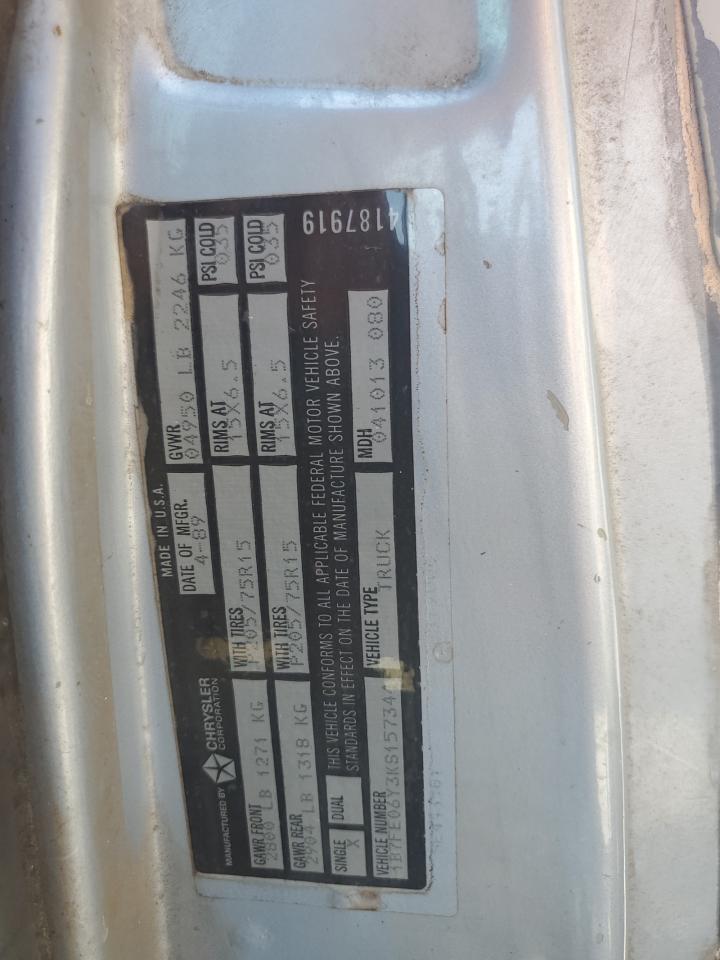 MADE IN U.S.A.
MANUFACTURED BY CHRYSLER CORPORATION
DATE OF MFGR. 4-89
GVWR 04950 LB 2246 KG
GAWR FRONT 2800 LB 1271 KG
WITH TIRES P205/75R15
RIMS AT 15X6.5
PSI COLD 035
GAWR REAR 2904 LB 1318 KG
WITH TIRES P205/75R15
RIMS AT 15X6.5
PSI COLD 035
SINGLE X DUAL
THIS VEHICLE CONFORMS TO ALL APPLICABLE FEDERAL MOTOR VEHICLE SAFETY
STANDARDS IN EFFECT ON THE DATE OF MANUFACTURE SHOWN ABOVE.
VEHICLE NUMBER
VEHICLE TYPE TRUCK
MDH 041013 080
4187919